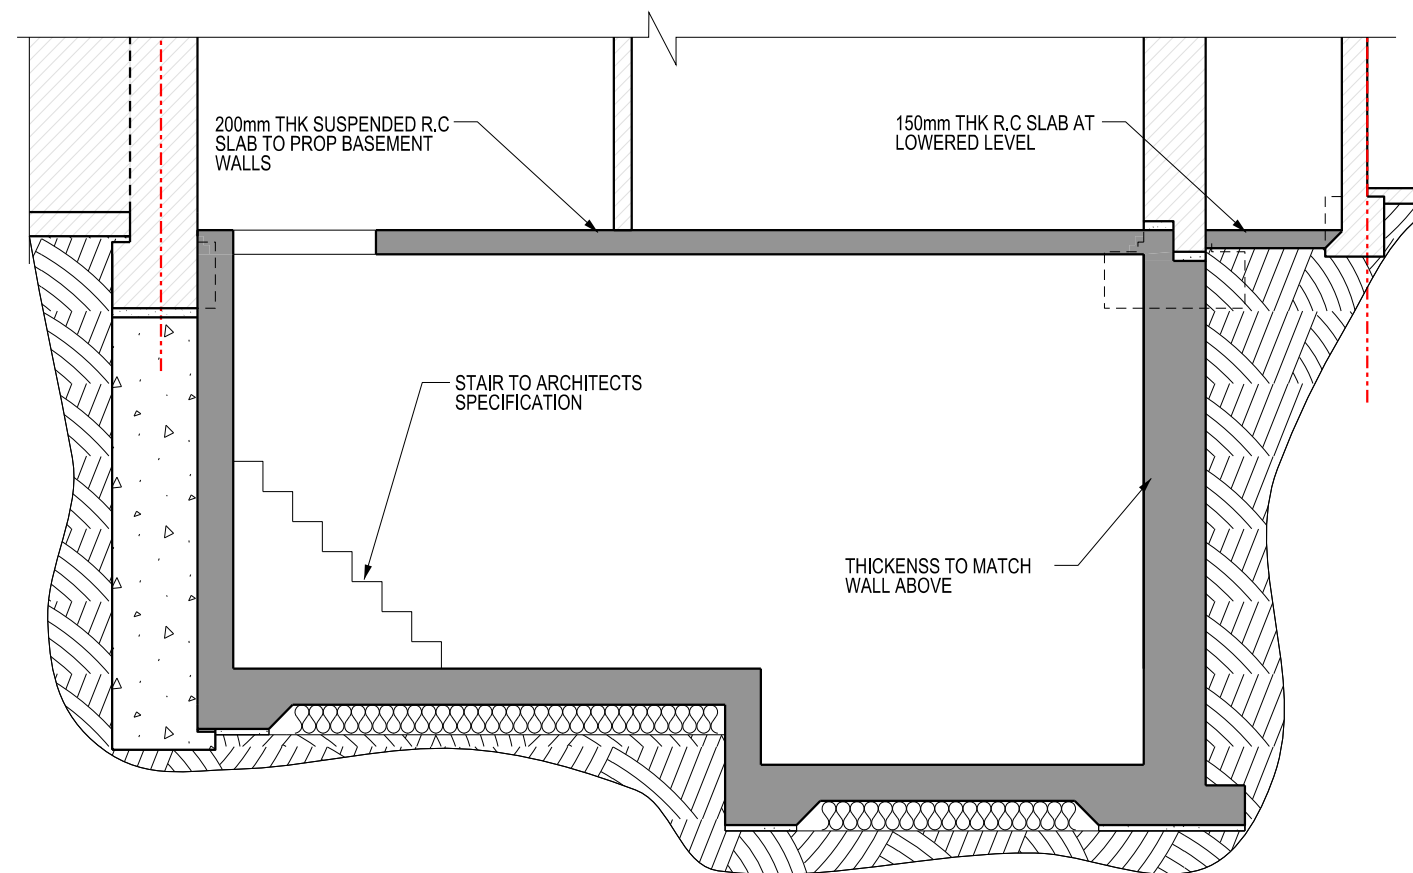 200mm THK SUSPENDED R.C
SLAB TO PROP BASEMENT
WALLS
150mm THK R.C SLAB AT
LOWERED LEVEL
STAIR TO ARCHITECTS
SPECIFICATION
THICKENSS TO MATCH
WALL ABOVE